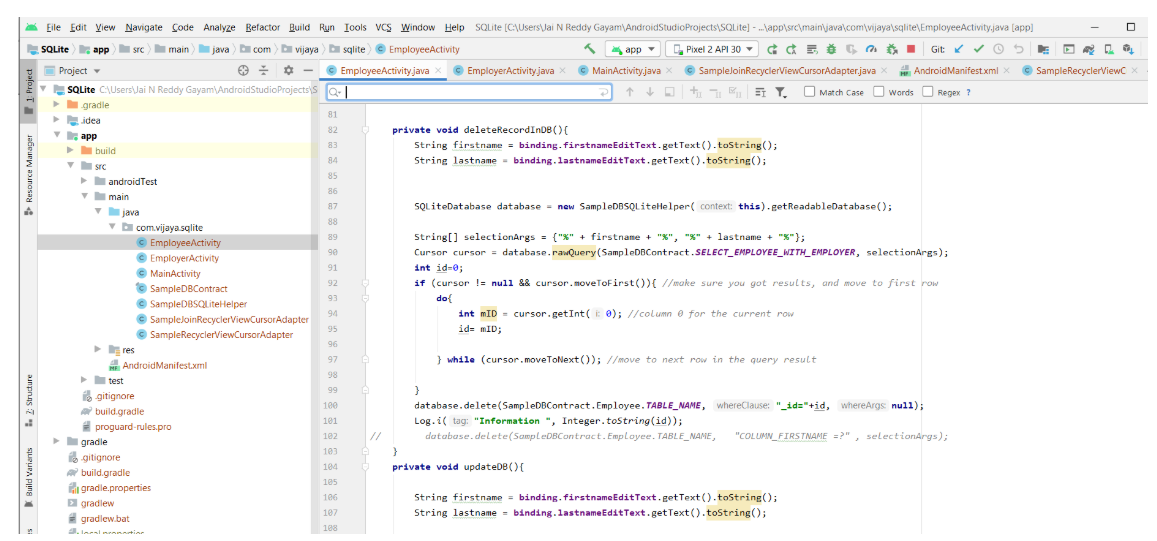 File Edit View Navigate Code Analyze Refactor Build Run Tools VCS Window Help SQLite [C:\Users\Jai N Reddy Gayam\AndroidStudioProjects\SQLite] - ...\app\src\main\java\com\vijaya\sqlite\EmployeeActivity.java [app]
SQLite app src main java com vijaya sqlite EmployeeActivity app Pixel 2 API 30 Git:
Project EmployeeActivity.java EmployerActivity.java MainActivity.java SampleJoinRecyclerViewCursorAdapter.java AndroidManifest.xml SampleRecyclerViewC
1: Project
Resource Manager
7: Structure
Build Variants
SQLite C:\Users\Jai N Reddy Gayam\AndroidStudioProjects\S
.gradle
.idea
app
build
src
androidTest
main
java
com.vijaya.sqlite
EmployeeActivity
EmployerActivity
MainActivity
SampleDBContract
SampleDBSQLiteHelper
SampleJoinRecyclerViewCursorAdapter
SampleRecyclerViewCursorAdapter
res
AndroidManifest.xml
test
.gitignore
build.gradle
proguard-rules.pro
gradle
.gitignore
build.gradle
gradle.properties
gradlew
gradlew.bat
local.properties
Match Case Words Regex ?
81
82 private void deleteRecordInDB(){
83 String firstname = binding.firstnameEditText.getText().toString();
84 String lastname = binding.lastnameEditText.getText().toString();
85
86
87 SQLiteDatabase database = new SampleDBSQLiteHelper( context: this).getReadableDatabase();
88
89 String[] selectionArgs = {"%" + firstname + "%", "%" + lastname + "%"};
90 Cursor cursor = database.rawQuery(SampleDBContract.SELECT_EMPLOYEE_WITH_EMPLOYER, selectionArgs);
91 int id=0;
92 if (cursor != null && cursor.moveToFirst()){ //make sure you got results, and move to first row
93 do{
94 int mID = cursor.getInt( i: 0); //column 0 for the current row
95 id= mID;
96
97 } while (cursor.moveToNext()); //move to next row in the query result
98
99 }
100 database.delete(SampleDBContract.Employee.TABLE_NAME, whereClause: "_id="+id, whereArgs: null);
101 Log.i( tag: "Information ", Integer.toString(id));
102 // database.delete(SampleDBContract.Employee.TABLE_NAME, "COLUMN_FIRSTNAME =?" , selectionArgs);
103 }
104 private void updateDB(){
105
106 String firstname = binding.firstnameEditText.getText().toString();
107 String lastname = binding.lastnameEditText.getText().toString();
108